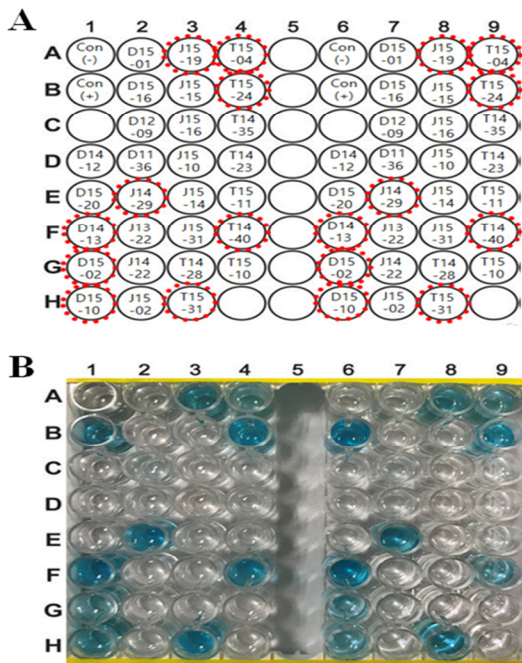 A
1 2 3 4 5 6 7 8 9
A Con D15 J15 T15 Con D15 J15 T15
(-) -01 -19 -04 (-) -01 -19 -04
B Con D15 J15 T15 Con D15 J15 T15
(+) -16 -15 -24 (+) -16 -15 -24
C D12 J15 T14 D12 J15 T14
-09 -16 -35 -09 -16 -35
D D14 D11 J15 T14 D14 D11 J15 T14
-12 -36 -10 -23 -12 -36 -10 -23
E D15 J14 J15 T15 D15 J14 J15 T15
-20 -29 -14 -11 -20 -29 -14 -11
F D14 J13 J15 T14 D14 J13 J15 T14
-13 -22 -31 -40 -13 -22 -31 -40
G D15 J14 T14 T15 D15 J14 T14 T15
-02 -22 -28 -10 -02 -22 -28 -10
H D15 J15 T15 D15 J15 T15
-10 -02 -31 -10 -02 -31
B
1 2 3 4 5 6 7 8 9
A
B
C
D
E
F
G
H